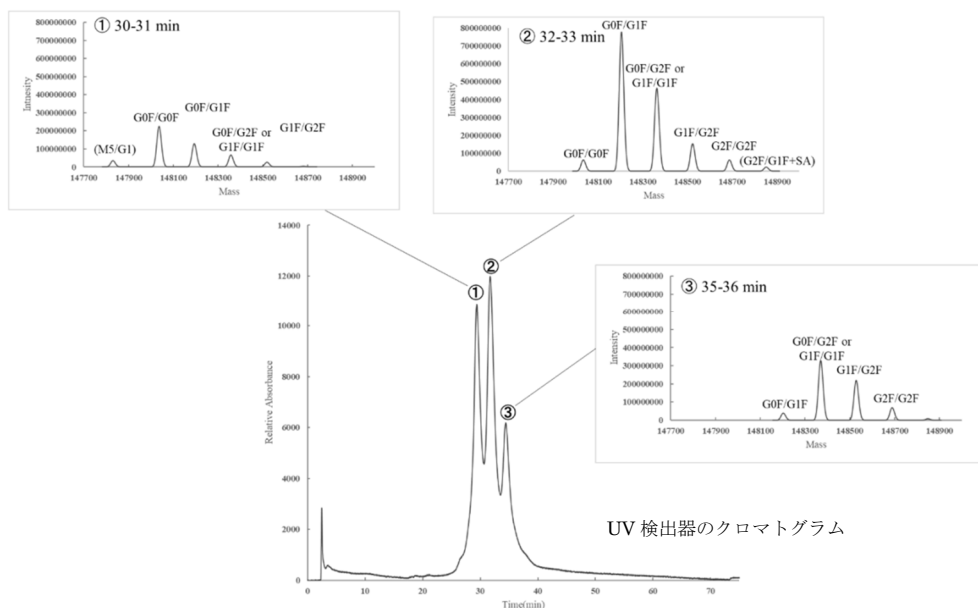 ① 30-31 min
800000000
700000000
600000000
500000000
400000000
300000000
200000000
100000000
0
Intnesity
(M5/G1)
G0F/G0F
G0F/G1F
G0F/G2F or
G1F/G1F
G1F/G2F
147700 147900 148100 148300 148500 148700 148900
Mass
② 32-33 min
800000000
700000000
600000000
500000000
400000000
300000000
200000000
100000000
0
Intensity
G0F/G0F
G0F/G1F
G0F/G2F or
G1F/G1F
G1F/G2F
G2F/G2F
(G2F/G1F+SA)
147700 147900 148100 148300 148500 148700 148900
Mass
③ 35-36 min
800000000
700000000
600000000
500000000
400000000
300000000
200000000
100000000
0
Intensity
G0F/G1F
G0F/G2F or
G1F/G1F
G1F/G2F
G2F/G2F
147700 147900 148100 148300 148500 148700 148900
Mass
14000
12000
10000
8000
6000
4000
2000
0
Relative Absorbance
①
②
③
0 10 20 30 40 50 60 70
Time(min)
UV 検出器のクロマトグラム